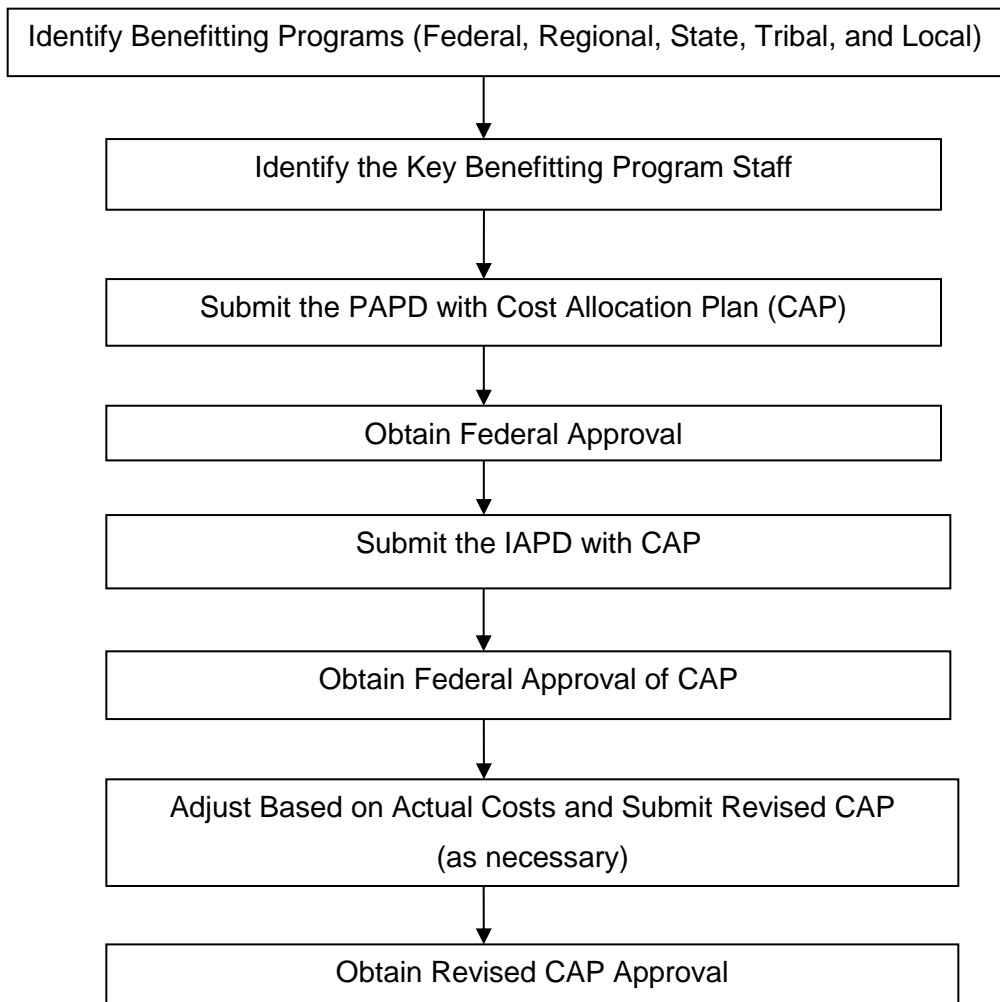 Identify Benefitting Programs (Federal, Regional, State, Tribal, and Local)
Identify the Key Benefitting Program Staff
Submit the PAPD with Cost Allocation Plan (CAP)
Obtain Federal Approval
Submit the IAPD with CAP
Obtain Federal Approval of CAP
Adjust Based on Actual Costs and Submit Revised CAP
(as necessary)
Obtain Revised CAP Approval